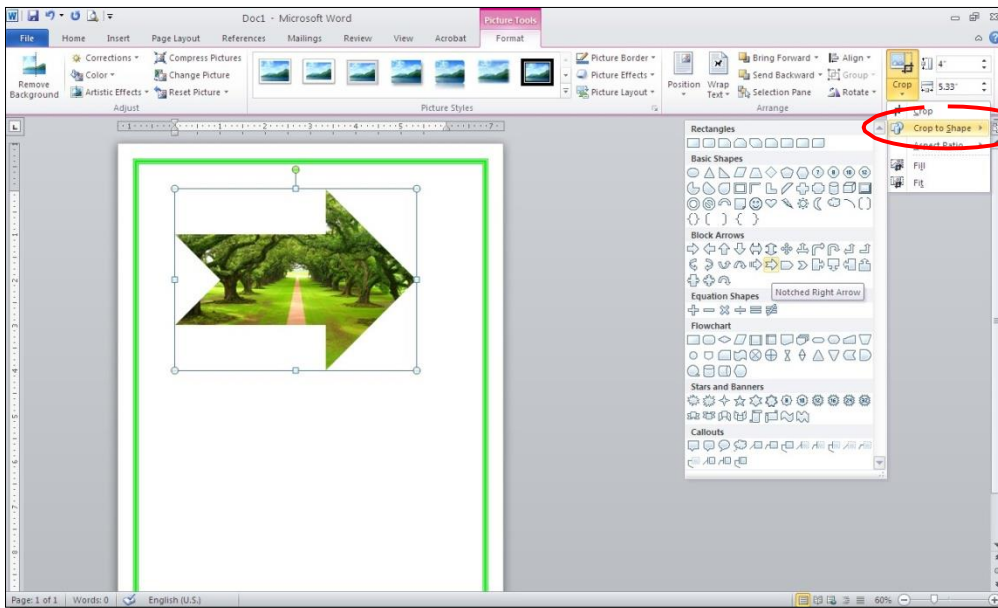 Doc1 - Microsoft Word
Picture Tools
File Home Insert Page Layout References Mailings Review View Acrobat Format
Remove Background
Corrections
Color
Artistic Effects
Compress Pictures
Change Picture
Reset Picture
Adjust
Picture Styles
Picture Border
Picture Effects
Picture Layout
Position
Wrap Text
Bring Forward
Send Backward
Selection Pane
Align
Group
Rotate
Arrange
Crop
4"
5.33"
Crop
Crop to Shape
Aspect Ratio
Fill
Fit
Rectangles
Basic Shapes
Block Arrows
Notched Right Arrow
Equation Shapes
Flowchart
Stars and Banners
Callouts
Page: 1 of 1 Words: 0 English (U.S.) 60%